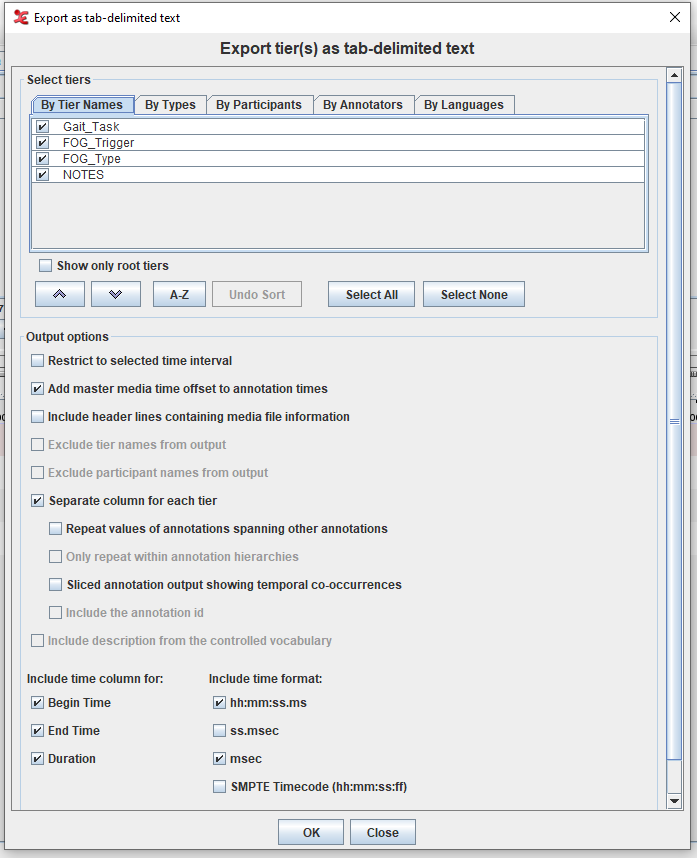 Export as tab-delimited text
Export tier(s) as tab-delimited text
Select tiers
By Tier Names By Types By Participants By Annotators By Languages
Gait_Task
FOG_Trigger
FOG_Type
NOTES
Show only root tiers
A-Z Undo Sort Select All Select None
Output options
Restrict to selected time interval
Add master media time offset to annotation times
Include header lines containing media file information
Exclude tier names from output
Exclude participant names from output
Separate column for each tier
Repeat values of annotations spanning other annotations
Only repeat within annotation hierarchies
Sliced annotation output showing temporal co-occurrences
Include the annotation id
Include description from the controlled vocabulary
Include time column for: Include time format:
Begin Time hh:mm:ss.ms
End Time ss.msec
Duration msec
SMPTE Timecode (hh:mm:ss:ff)
OK Close